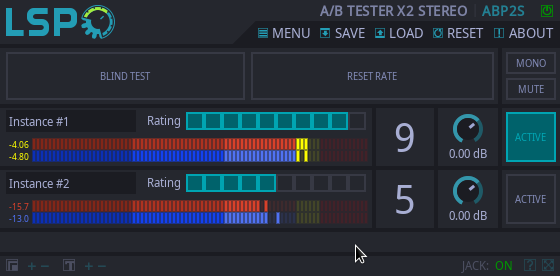 LSP
A/B TESTER X2 STEREO ABP2S
MENU SAVE LOAD RESET ABOUT
BLIND TEST RESET RATE MONO
MUTE
Instance #1 Rating 9 0.00 dB ACTIVE
-4.06
-4.80
Instance #2 Rating 5 0.00 dB ACTIVE
-15.7
-13.0
JACK: ON